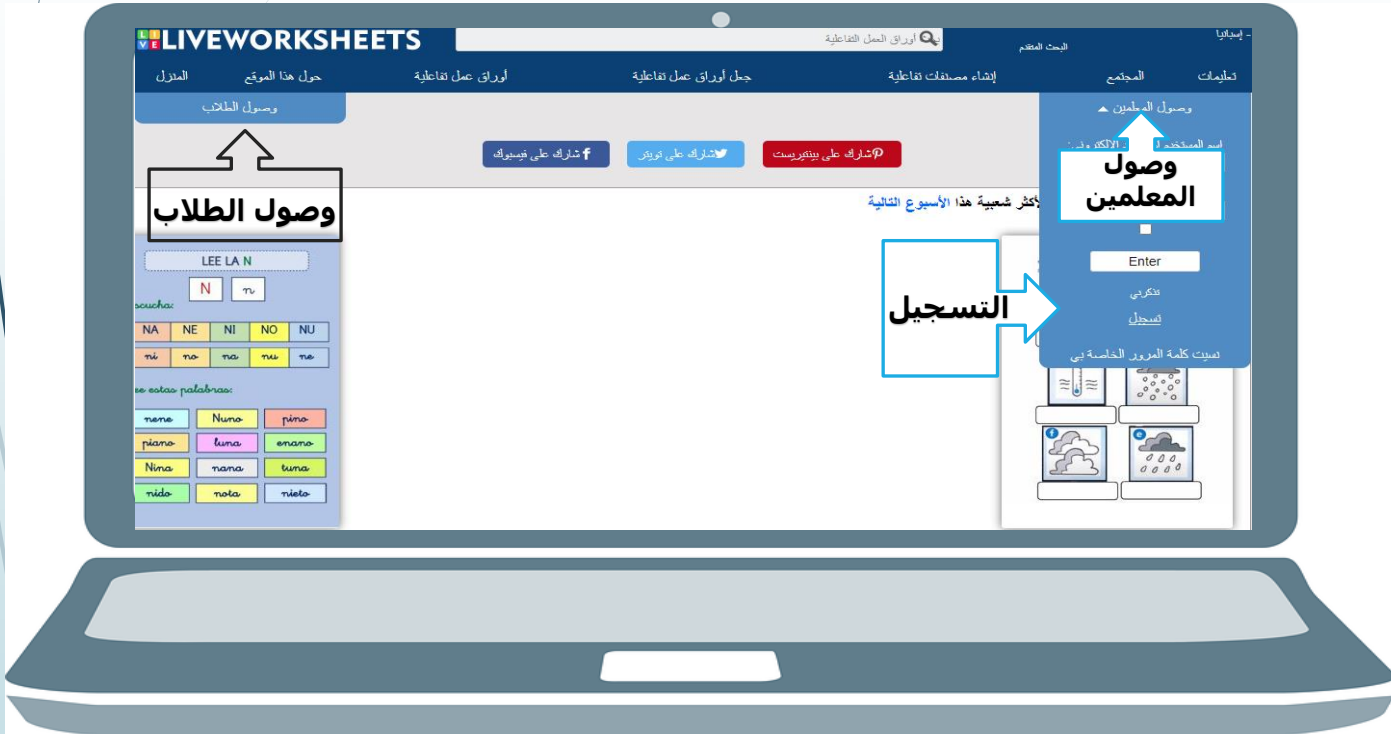 LIVEWORKSHEETS
أوراق العمل التفاعلية
البحث المتقدم
إسبانيا -
المنزل
حول هذا الموقع
أوراق عمل تفاعلية
جعل أوراق عمل تفاعلية
إنشاء مصنفات تفاعلية
المجتمع
تعليمات
وصول الطلاب
وصول المعلمين
شارك على فيسبوك
شارك على تويتر
شارك على بينتيريست
وصول الطلاب
وصول
المعلمين
شعبية هذا الأسبوع التالية
التسجيل
Enter
تذكرني
تسجيل
نسيت كلمة المرور الخاصة بي
LEE LA N
N n
NA NE NI NO NU
ni no na nu ne
estas palabras:
nene Nuno pino
piano luna enano
Nina nana tuna
nido nota nieto
f e